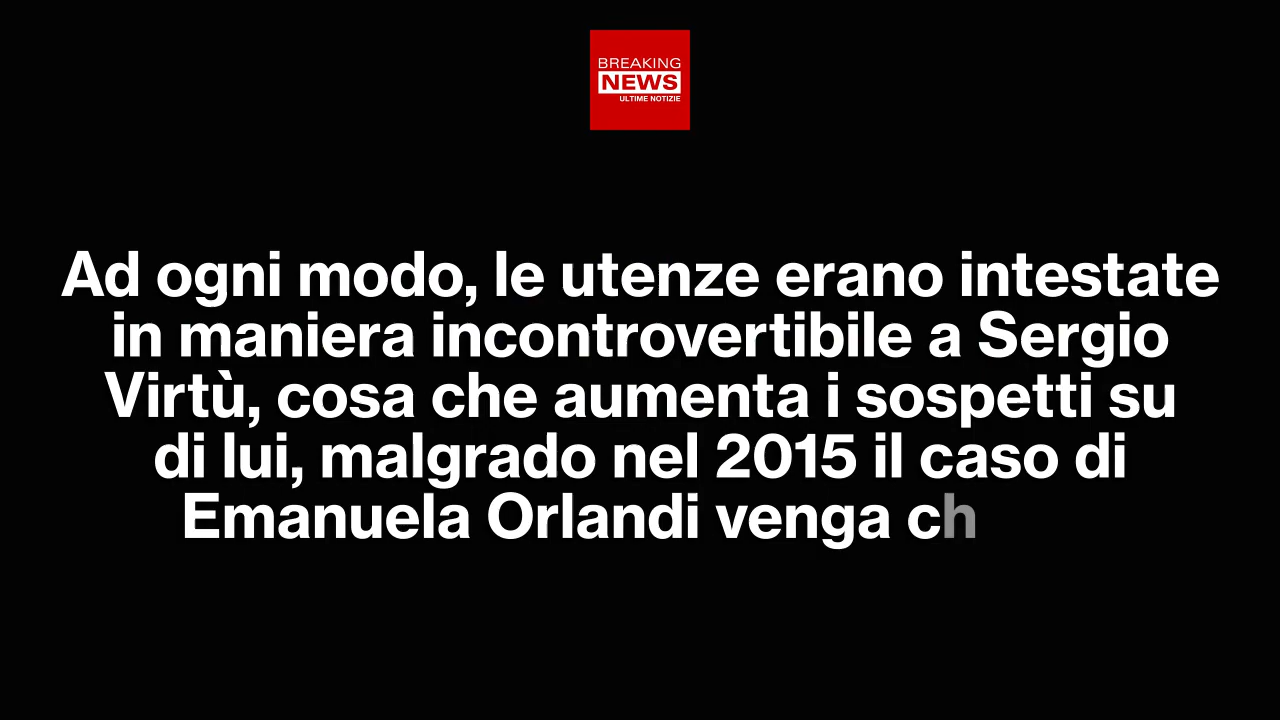 BREAKING
NEWS
ULTIME NOTIZIE
Ad ogni modo, le utenze erano intestate
in maniera incontrovertibile a Sergio
Virtù, cosa che aumenta i sospetti su
di lui, malgrado nel 2015 il caso di
Emanuela Orlandi venga ch